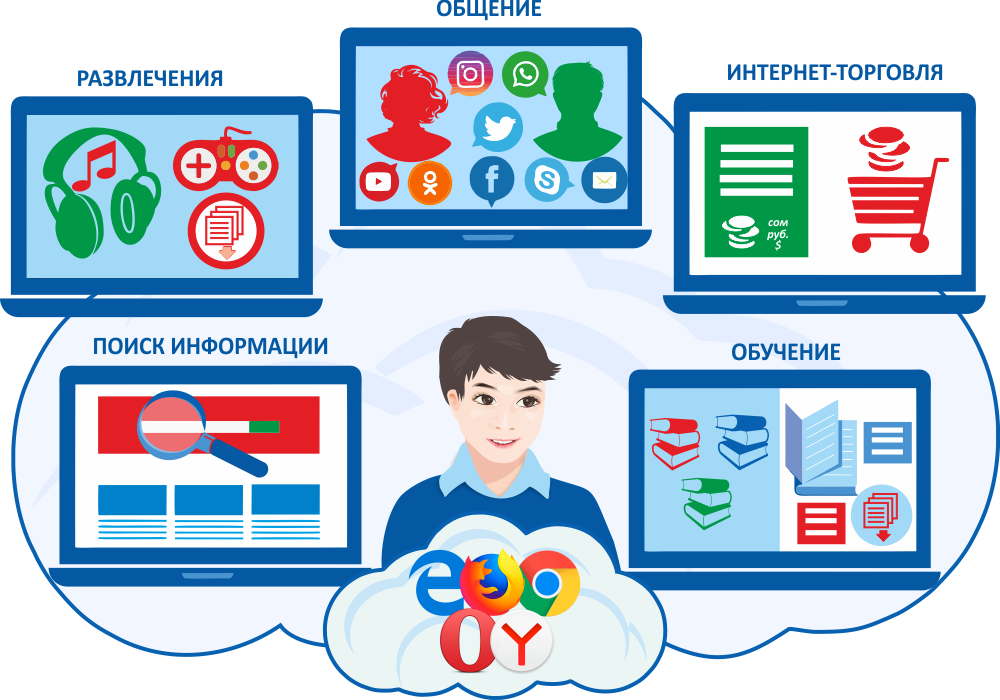 ОБЩЕНИЕ
РАЗВЛЕЧЕНИЯ
ИНТЕРНЕТ-ТОРГОВЛЯ
сом
руб.
$
ПОИСК ИНФОРМАЦИИ
ОБУЧЕНИЕ